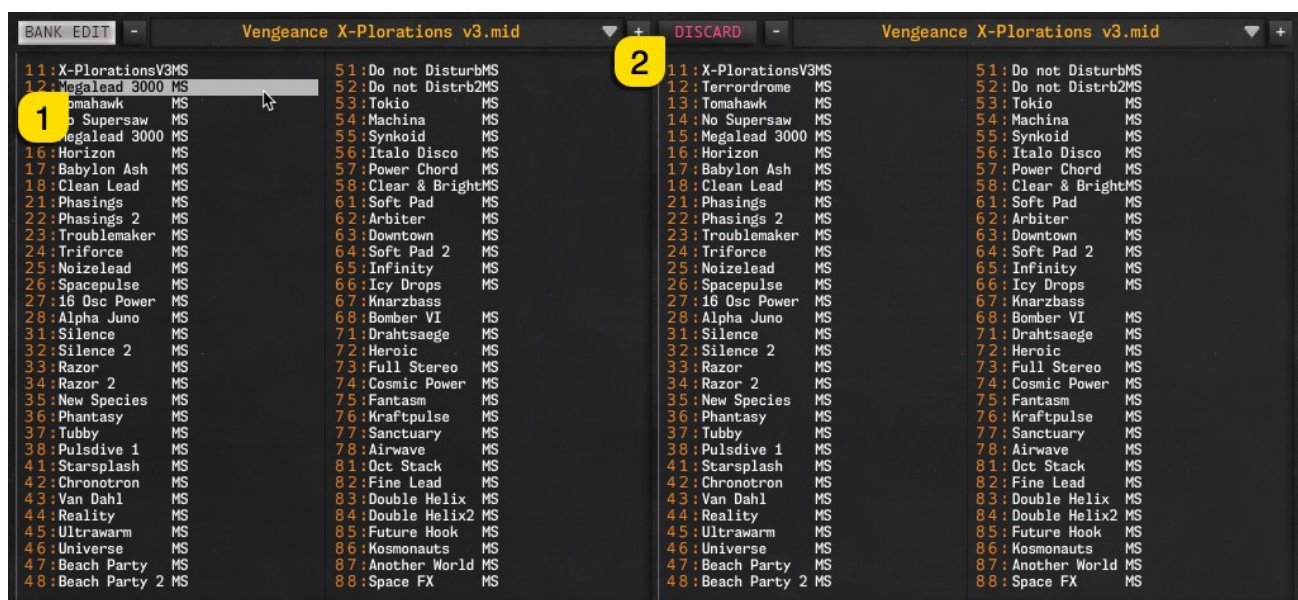 BANK EDIT - Vengeance X-Plorations v3.mid +
11:X-PlorationsV3MS
12:Megalead 3000 MS
1
Tomahawk MS
No Supersaw MS
Megalead 3000 MS
16:Horizon MS
17:Babylon Ash MS
18:Clean Lead MS
21:Phasings MS
22:Phasings 2 MS
23:Troublemaker MS
24:Triforce MS
25:Noizelead MS
26:Spacepulse MS
27:16 Osc Power MS
28:Alpha Juno MS
31:Silence MS
32:Silence 2 MS
33:Razor MS
34:Razor 2 MS
35:New Species MS
36:Phantasy MS
37:Tubby MS
38:Pulsdive 1 MS
41:Starsplash MS
42:Chronotron MS
43:Van Dahl MS
44:Reality MS
45:Ultrawarm MS
46:Universe MS
47:Beach Party MS
48:Beach Party 2 MS
51:Do not DisturbMS
52:Do not Distrb2MS
53:Tokio MS
54:Machina MS
55:Synkoid MS
56:Italo Disco MS
57:Power Chord MS
58:Clear & BrightMS
61:Soft Pad MS
62:Arbiter MS
63:Downtown MS
64:Soft Pad 2 MS
65:Infinity MS
66:Icy Drops MS
67:Knarzbass
68:Bomber VI MS
71:Drahtsaege MS
72:Heroic MS
73:Full Stereo MS
74:Cosmic Power MS
75:Fantasm MS
76:Kraftpulse MS
77:Sanctuary MS
78:Airwave MS
81:Oct Stack MS
82:Fine Lead MS
83:Double Helix MS
84:Double Helix2 MS
85:Future Hook MS
86:Kosmonauts MS
87:Another World MS
88:Space FX MS
2
DISCARD - Vengeance X-Plorations v3.mid +
11:X-PlorationsV3MS
12:Terrordrome MS
13:Tomahawk MS
14:No Supersaw MS
15:Megalead 3000 MS
16:Horizon MS
17:Babylon Ash MS
18:Clean Lead MS
21:Phasings MS
22:Phasings 2 MS
23:Troublemaker MS
24:Triforce MS
25:Noizelead MS
26:Spacepulse MS
27:16 Osc Power MS
28:Alpha Juno MS
31:Silence MS
32:Silence 2 MS
33:Razor MS
34:Razor 2 MS
35:New Species MS
36:Phantasy MS
37:Tubby MS
38:Pulsdive 1 MS
41:Starsplash MS
42:Chronotron MS
43:Van Dahl MS
44:Reality MS
45:Ultrawarm MS
46:Universe MS
47:Beach Party MS
48:Beach Party 2 MS
51:Do not DisturbMS
52:Do not Distrb2MS
53:Tokio MS
54:Machina MS
55:Synkoid MS
56:Italo Disco MS
57:Power Chord MS
58:Clear & BrightMS
61:Soft Pad MS
62:Arbiter MS
63:Downtown MS
64:Soft Pad 2 MS
65:Infinity MS
66:Icy Drops MS
67:Knarzbass
68:Bomber VI MS
71:Drahtsaege MS
72:Heroic MS
73:Full Stereo MS
74:Cosmic Power MS
75:Fantasm MS
76:Kraftpulse MS
77:Sanctuary MS
78:Airwave MS
81:Oct Stack MS
82:Fine Lead MS
83:Double Helix MS
84:Double Helix2 MS
85:Future Hook MS
86:Kosmonauts MS
87:Another World MS
88:Space FX MS